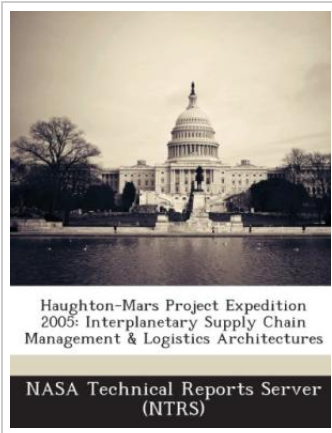 Haughton-Mars Project Expedition
2005: Interplanetary Supply Chain
Management & Logistics Architectures
NASA Technical Reports Server
(NTRS)